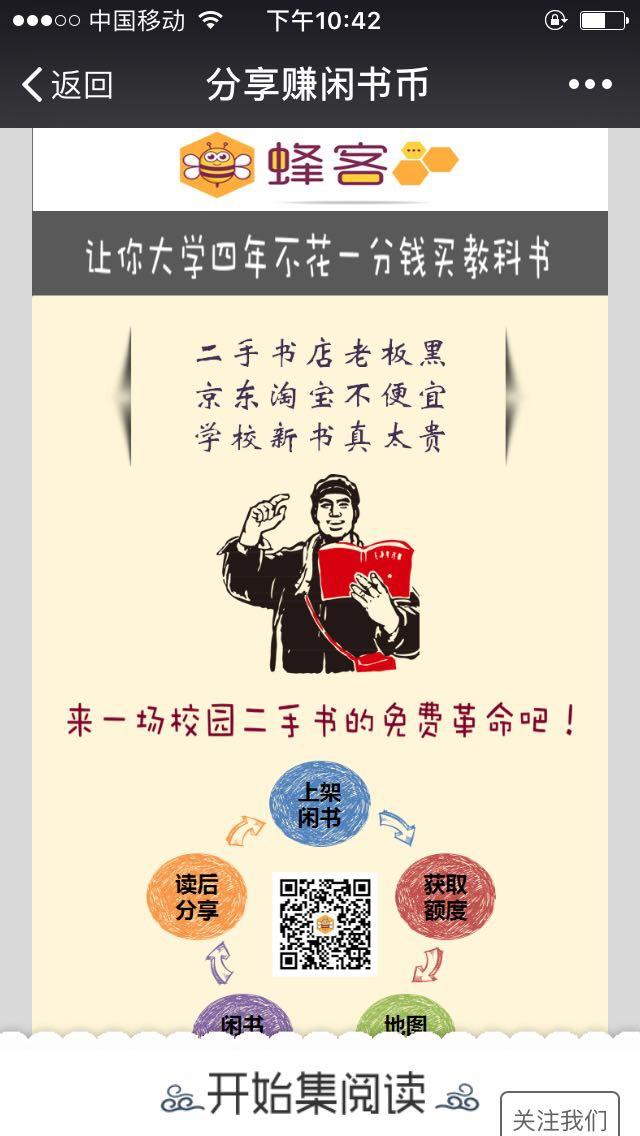 中国移动
下午10:42
返回
分享赚闲书币
蜂客
让你大学四年不花一分钱买教科书
二手书店老板黑
京东淘宝不便宜
学校新书真太贵
来一场校园二手书的免费革命吧！
上架
闲书
读后
分享
获取
额度
闲书
地图
开始集阅读
关注我们